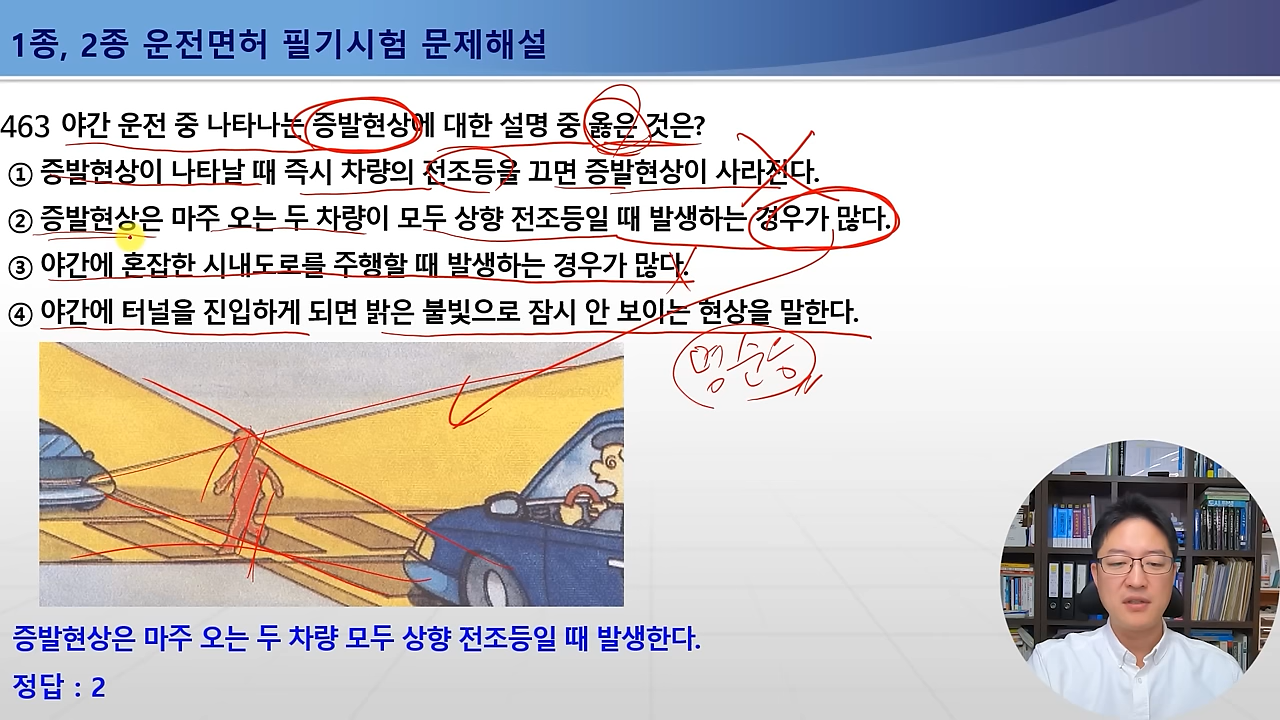 1종, 2종 운전면허 필기시험 문제해설
463 야간 운전 중 나타나는 증발현상에 대한 설명 중 옳은 것은?
① 증발현상이 나타날 때 즉시 차량의 전조등을 끄면 증발현상이 사라진다.
② 증발현상은 마주 오는 두 차량이 모두 상향 전조등일 때 발생하는 경우가 많다.
③ 야간에 혼잡한 시내도로를 주행할 때 발생하는 경우가 많다.
④ 야간에 터널을 진입하게 되면 밝은 불빛으로 잠시 안 보이는 현상을 말한다.
명순응
증발현상은 마주 오는 두 차량 모두 상향 전조등일 때 발생한다.
정답 : 2